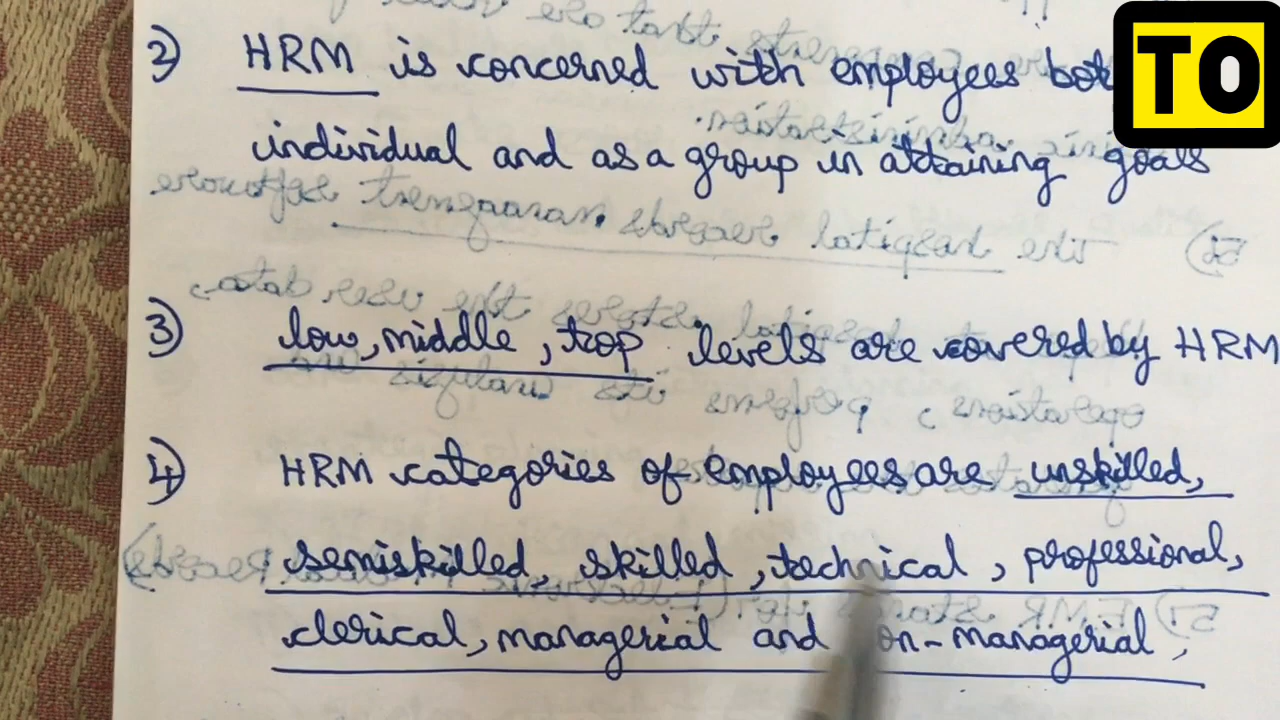 TO
2) HRM is concerned with employees bot
individual and as a group in attaining goals
3) low, middle, top levels are covered by HRM
4) HRM categories of employees are unskilled,
semiskilled, skilled, technical, professional,
clerical, managerial and on-managerial,